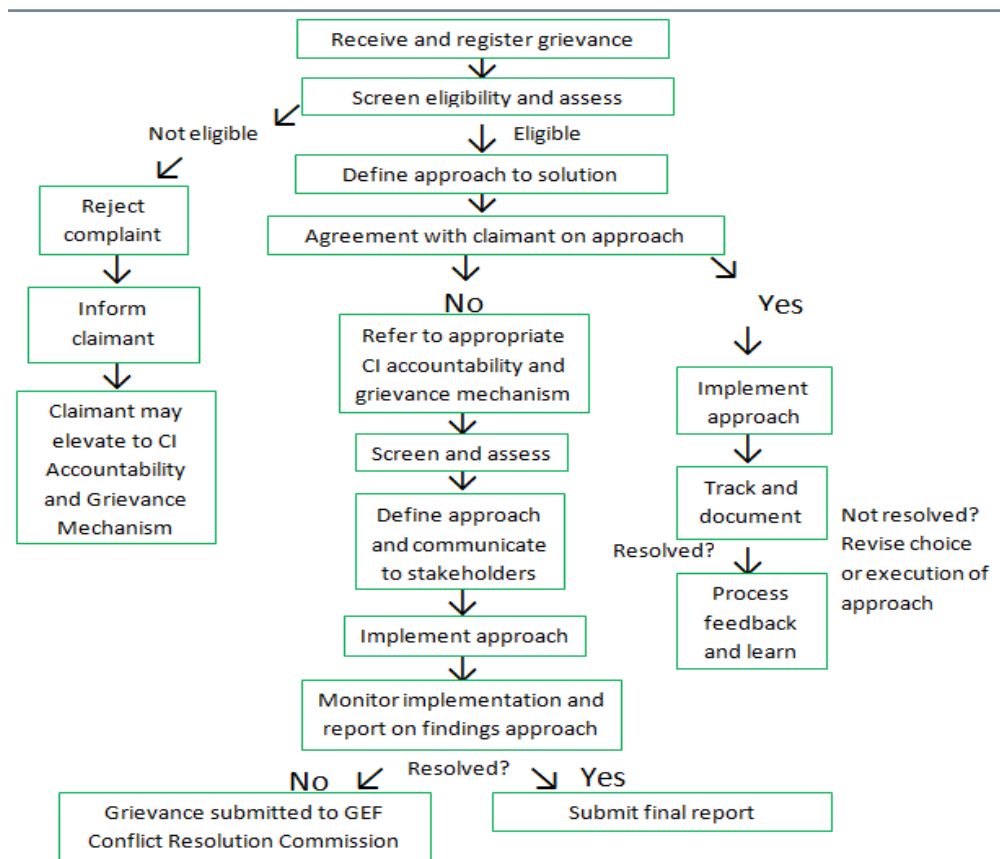 Receive and register grievance
Screen eligibility and assess
Not eligible
Eligible
Define approach to solution
Reject
complaint
Agreement with claimant on approach
Inform
claimant
No
Yes
Refer to appropriate
CI accountability and
grievance mechanism
Implement
approach
Claimant may
elevate to CI
Accountability
and Grievance
Mechanism
Screen and assess
Track and
document
Define approach
and communicate
to stakeholders
Not resolved?
Revise choice
or execution of
approach
Resolved?
Process
feedback
and learn
Implement approach
Monitor implementation and
report on findings approach
Resolved?
No
Yes
Grievance submitted to GEF
Conflict Resolution Commission
Submit final report